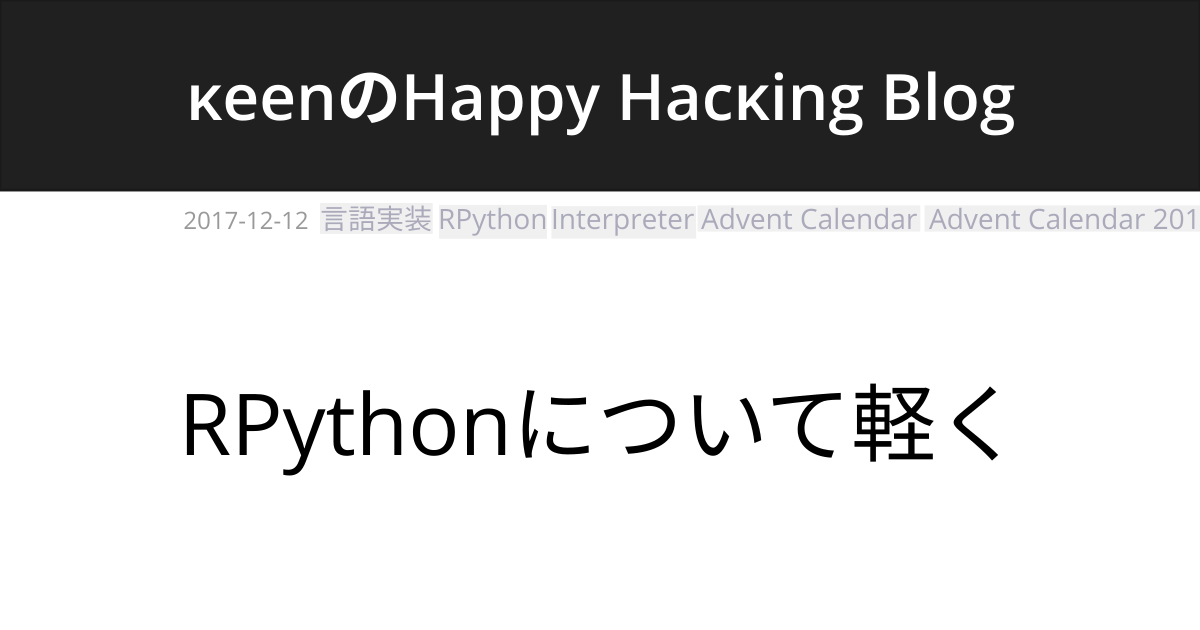 κeenのHappy Hacκing Blog
2017-12-12 言語実装 RPython Interpreter Advent Calendar Advent Calendar 201
RPythonについて軽く